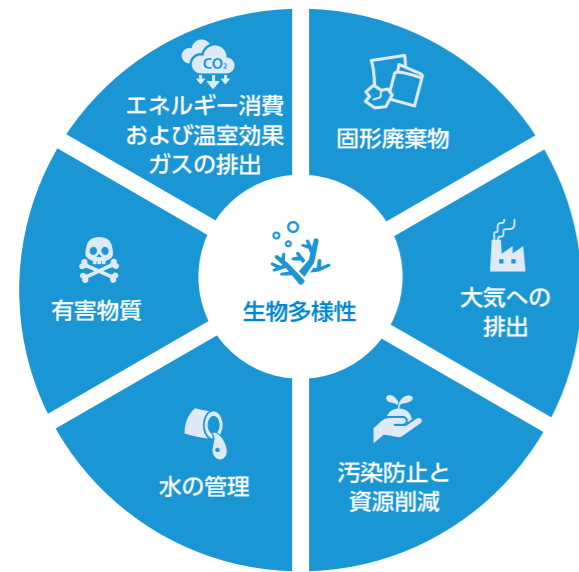 CO₂
エネルギー消費
および温室効果
ガスの排出
固形廃棄物
大気への
排出
汚染防止と
資源削減
水の管理
有害物質
生物多様性